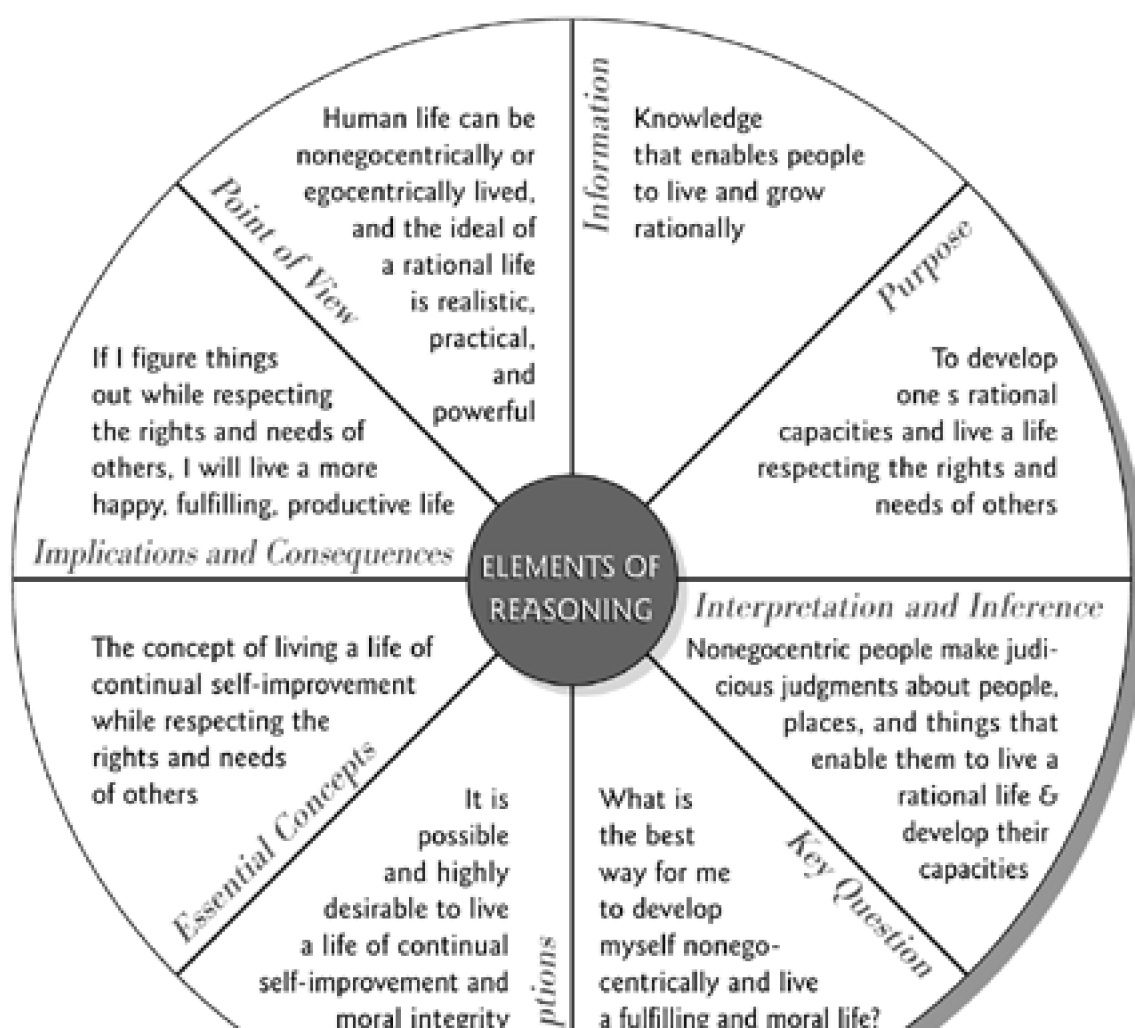 Information
Knowledge
that enables people
to live and grow
rationally
Purpose
To develop
one s rational
capacities and live a life
respecting the rights and
needs of others
Interpretation and Inference
Nonegocentric people make judi-
cious judgments about people,
places, and things that
enable them to live a
rational life &
develop their
capacities
Key Question
What is
the best
way for me
to develop
myself nonego-
centrically and live
a fulfilling and moral life?
ptions
It is
possible
and highly
desirable to live
a life of continual
self-improvement and
moral integrity
Essential Concepts
The concept of living a life of
continual self-improvement
while respecting the
rights and needs
of others
Implications and Consequences
If I figure things
out while respecting
the rights and needs of
others, I will live a more
happy, fulfilling, productive life
Point of View
Human life can be
nonegocentrically or
egocentrically lived,
and the ideal of
a rational life
is realistic,
practical,
and
powerful
ELEMENTS OF
REASONING